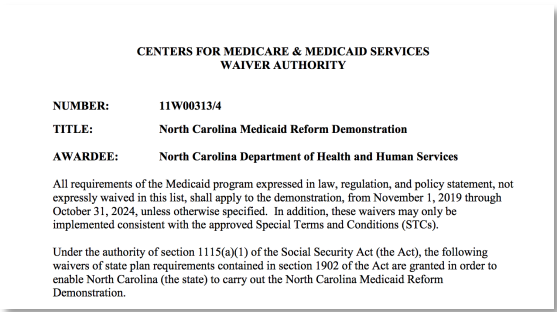 CENTERS FOR MEDICARE & MEDICAID SERVICES
WAIVER AUTHORITY
NUMBER: 11W00313/4
TITLE: North Carolina Medicaid Reform Demonstration
AWARDEE: North Carolina Department of Health and Human Services
All requirements of the Medicaid program expressed in law, regulation, and policy statement, not
expressly waived in this list, shall apply to the demonstration, from November 1, 2019 through
October 31, 2024, unless otherwise specified. In addition, these waivers may only be
implemented consistent with the approved Special Terms and Conditions (STCs).
Under the authority of section 1115(a)(1) of the Social Security Act (the Act), the following
waivers of state plan requirements contained in section 1902 of the Act are granted in order to
enable North Carolina (the state) to carry out the North Carolina Medicaid Reform
Demonstration.